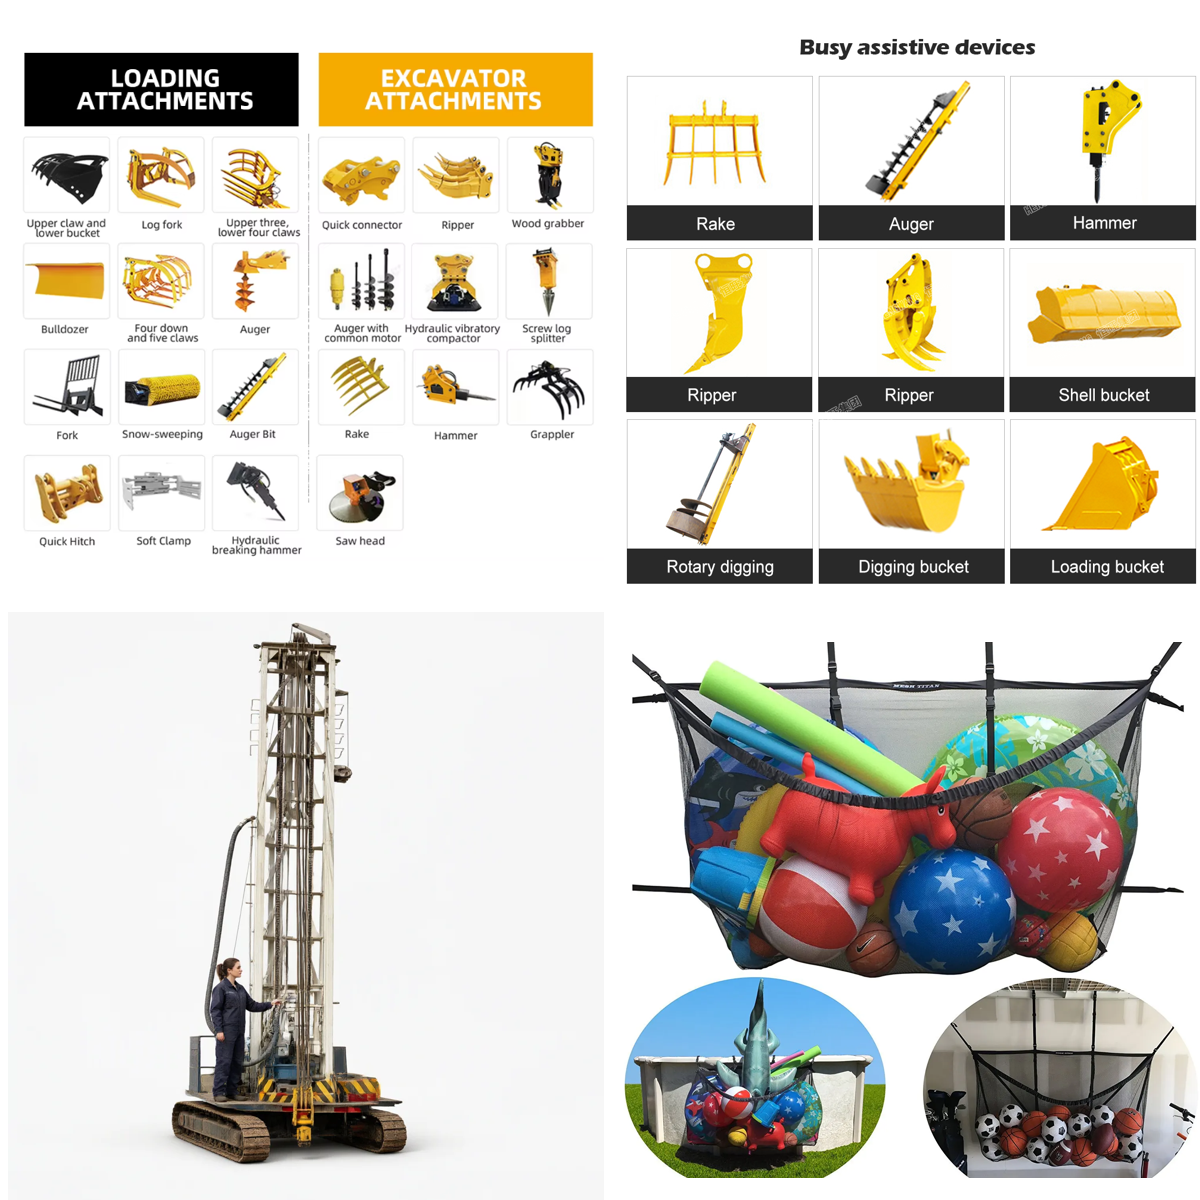 LOADING
ATTACHMENTS
EXCAVATOR
ATTACHMENTS
Upper claw and
lower bucket
Log fork
Upper three,
lower four claws
Quick connector
Ripper
Wood grabber
Bulldozer
Four down
and five claws
Auger
Auger with
common motor
Hydraulic vibratory
compactor
Screw log
splitter
Fork
Snow-sweeping
Auger Bit
Rake
Hammer
Grappler
Quick Hitch
Soft Clamp
Hydraulic
breaking hammer
Saw head
Busy assistive devices
Rake
Auger
Hammer
Ripper
Ripper
Shell bucket
Rotary digging
Digging bucket
Loading bucket
MESH TITAN